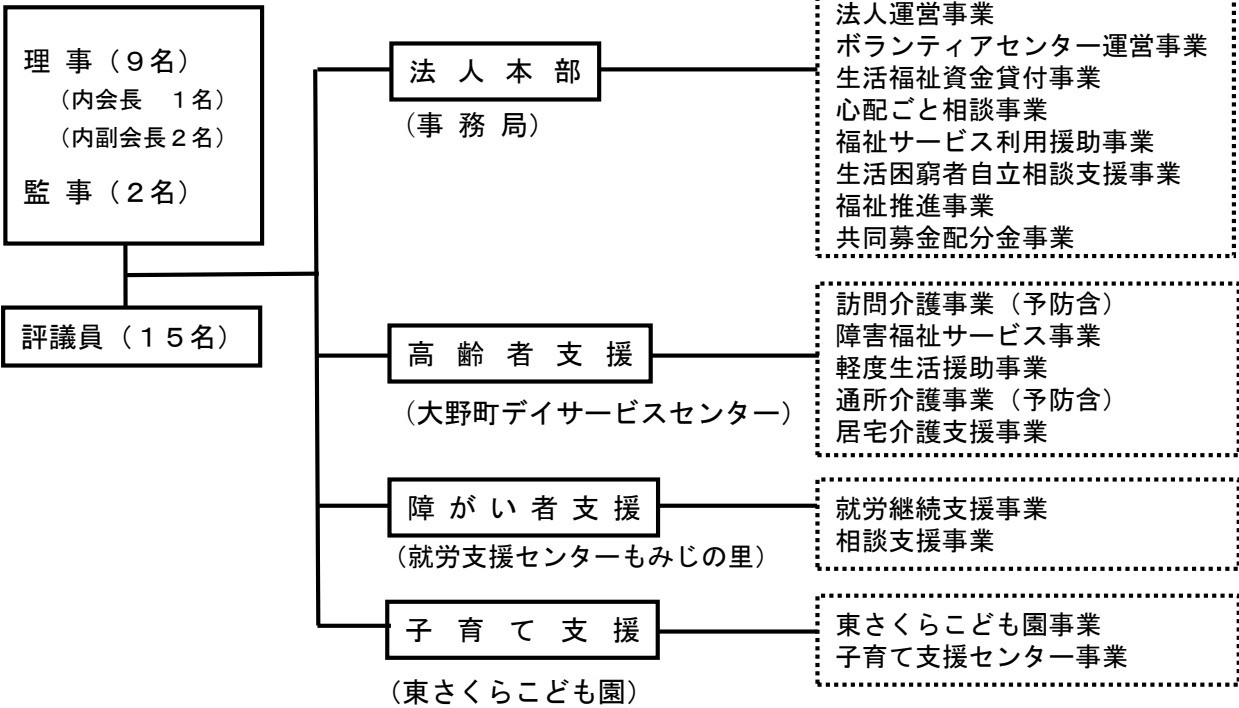 理 事（９名）
（内会長　１名）
（内副会長２名）
監 事（２名）
評議員（１５名）
法 人 本 部
（事 務 局）
法人運営事業
ボランティアセンター運営事業
生活福祉資金貸付事業
心配ごと相談事業
福祉サービス利用援助事業
生活困窮者自立相談支援事業
福祉推進事業
共同募金配分金事業
高 齢 者 支 援
（大野町デイサービスセンター）
訪問介護事業（予防含）
障害福祉サービス事業
軽度生活援助事業
通所介護事業（予防含）
居宅介護支援事業
障 が い 者 支 援
（就労支援センターもみじの里）
就労継続支援事業
相談支援事業
子 育 て 支 援
（東さくらこども園）
東さくらこども園事業
子育て支援センター事業